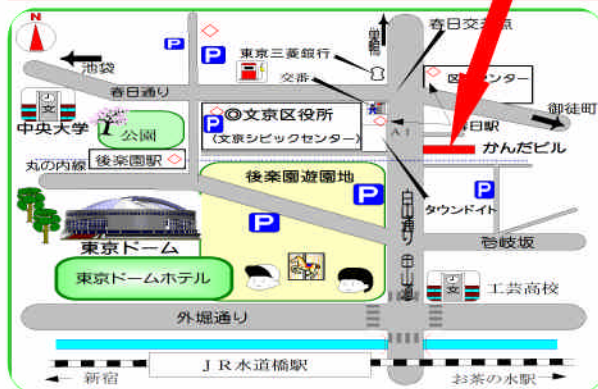 N
春日交差点
池袋
P
P
東京三菱銀行
巣鴨
交番
センター
春日通り
御徒町
文
中央大学
◎文京区役所
P
(文京シビックセンター)
春日駅
A1
公園
かんだビル
丸の内線
後楽園駅
後楽園遊園地
P
P
P
タウンドイト
白山通り
東京ドーム
壱岐坂
東京ドームホテル
文
工芸高校
外堀通り
JR水道橋駅
新宿
お茶の水駅